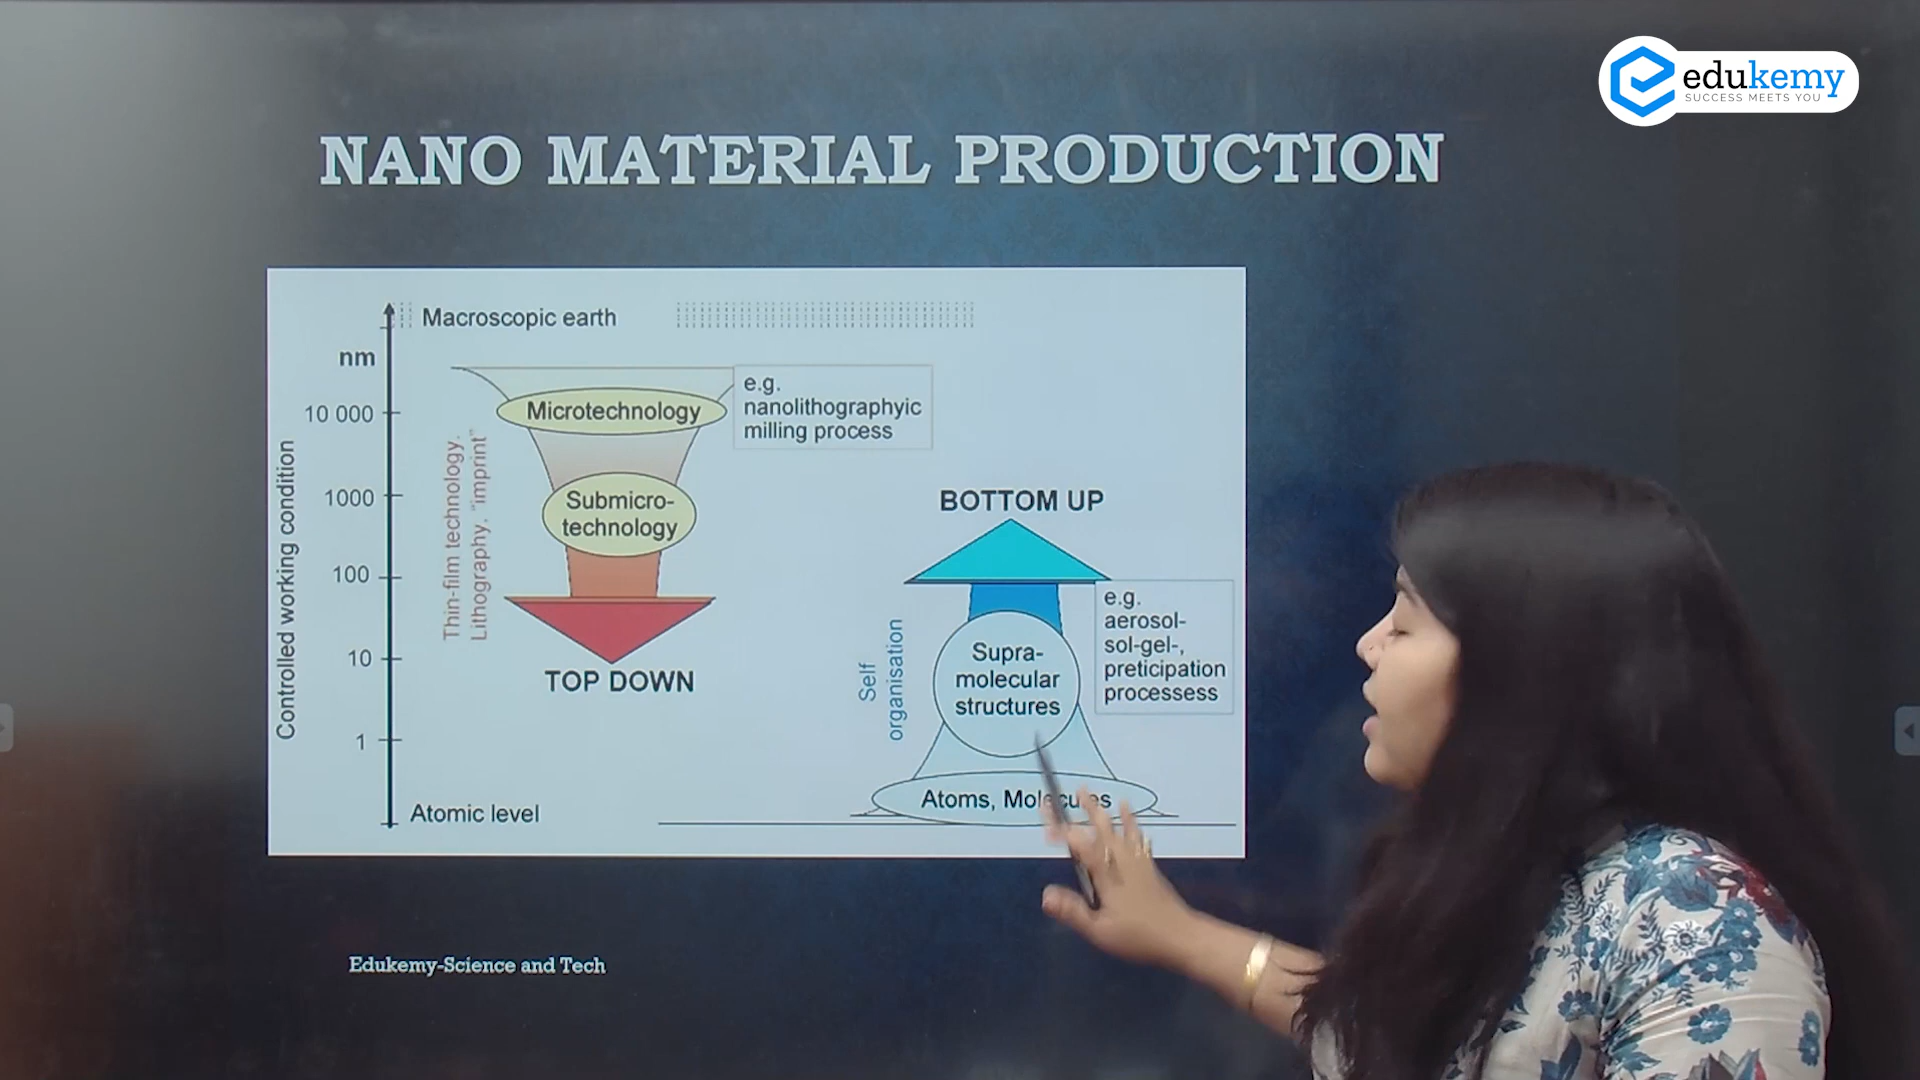 edukemy
SUCCESS MEETS YOU
NANO MATERIAL PRODUCTION
Macroscopic earth
nm
10 000
1000
100
10
1
Controlled working condition
Thin-film technology.
Lithography, "imprint"
Microtechnology
Submicro-
technology
TOP DOWN
e.g.
nanolithographyic
milling process
BOTTOM UP
Self
organisation
Supra-
molecular
structures
e.g.
aerosol-
sol-gel-,
preticipation
processess
Atoms, Molecules
Atomic level
Edukemy-Science and Tech